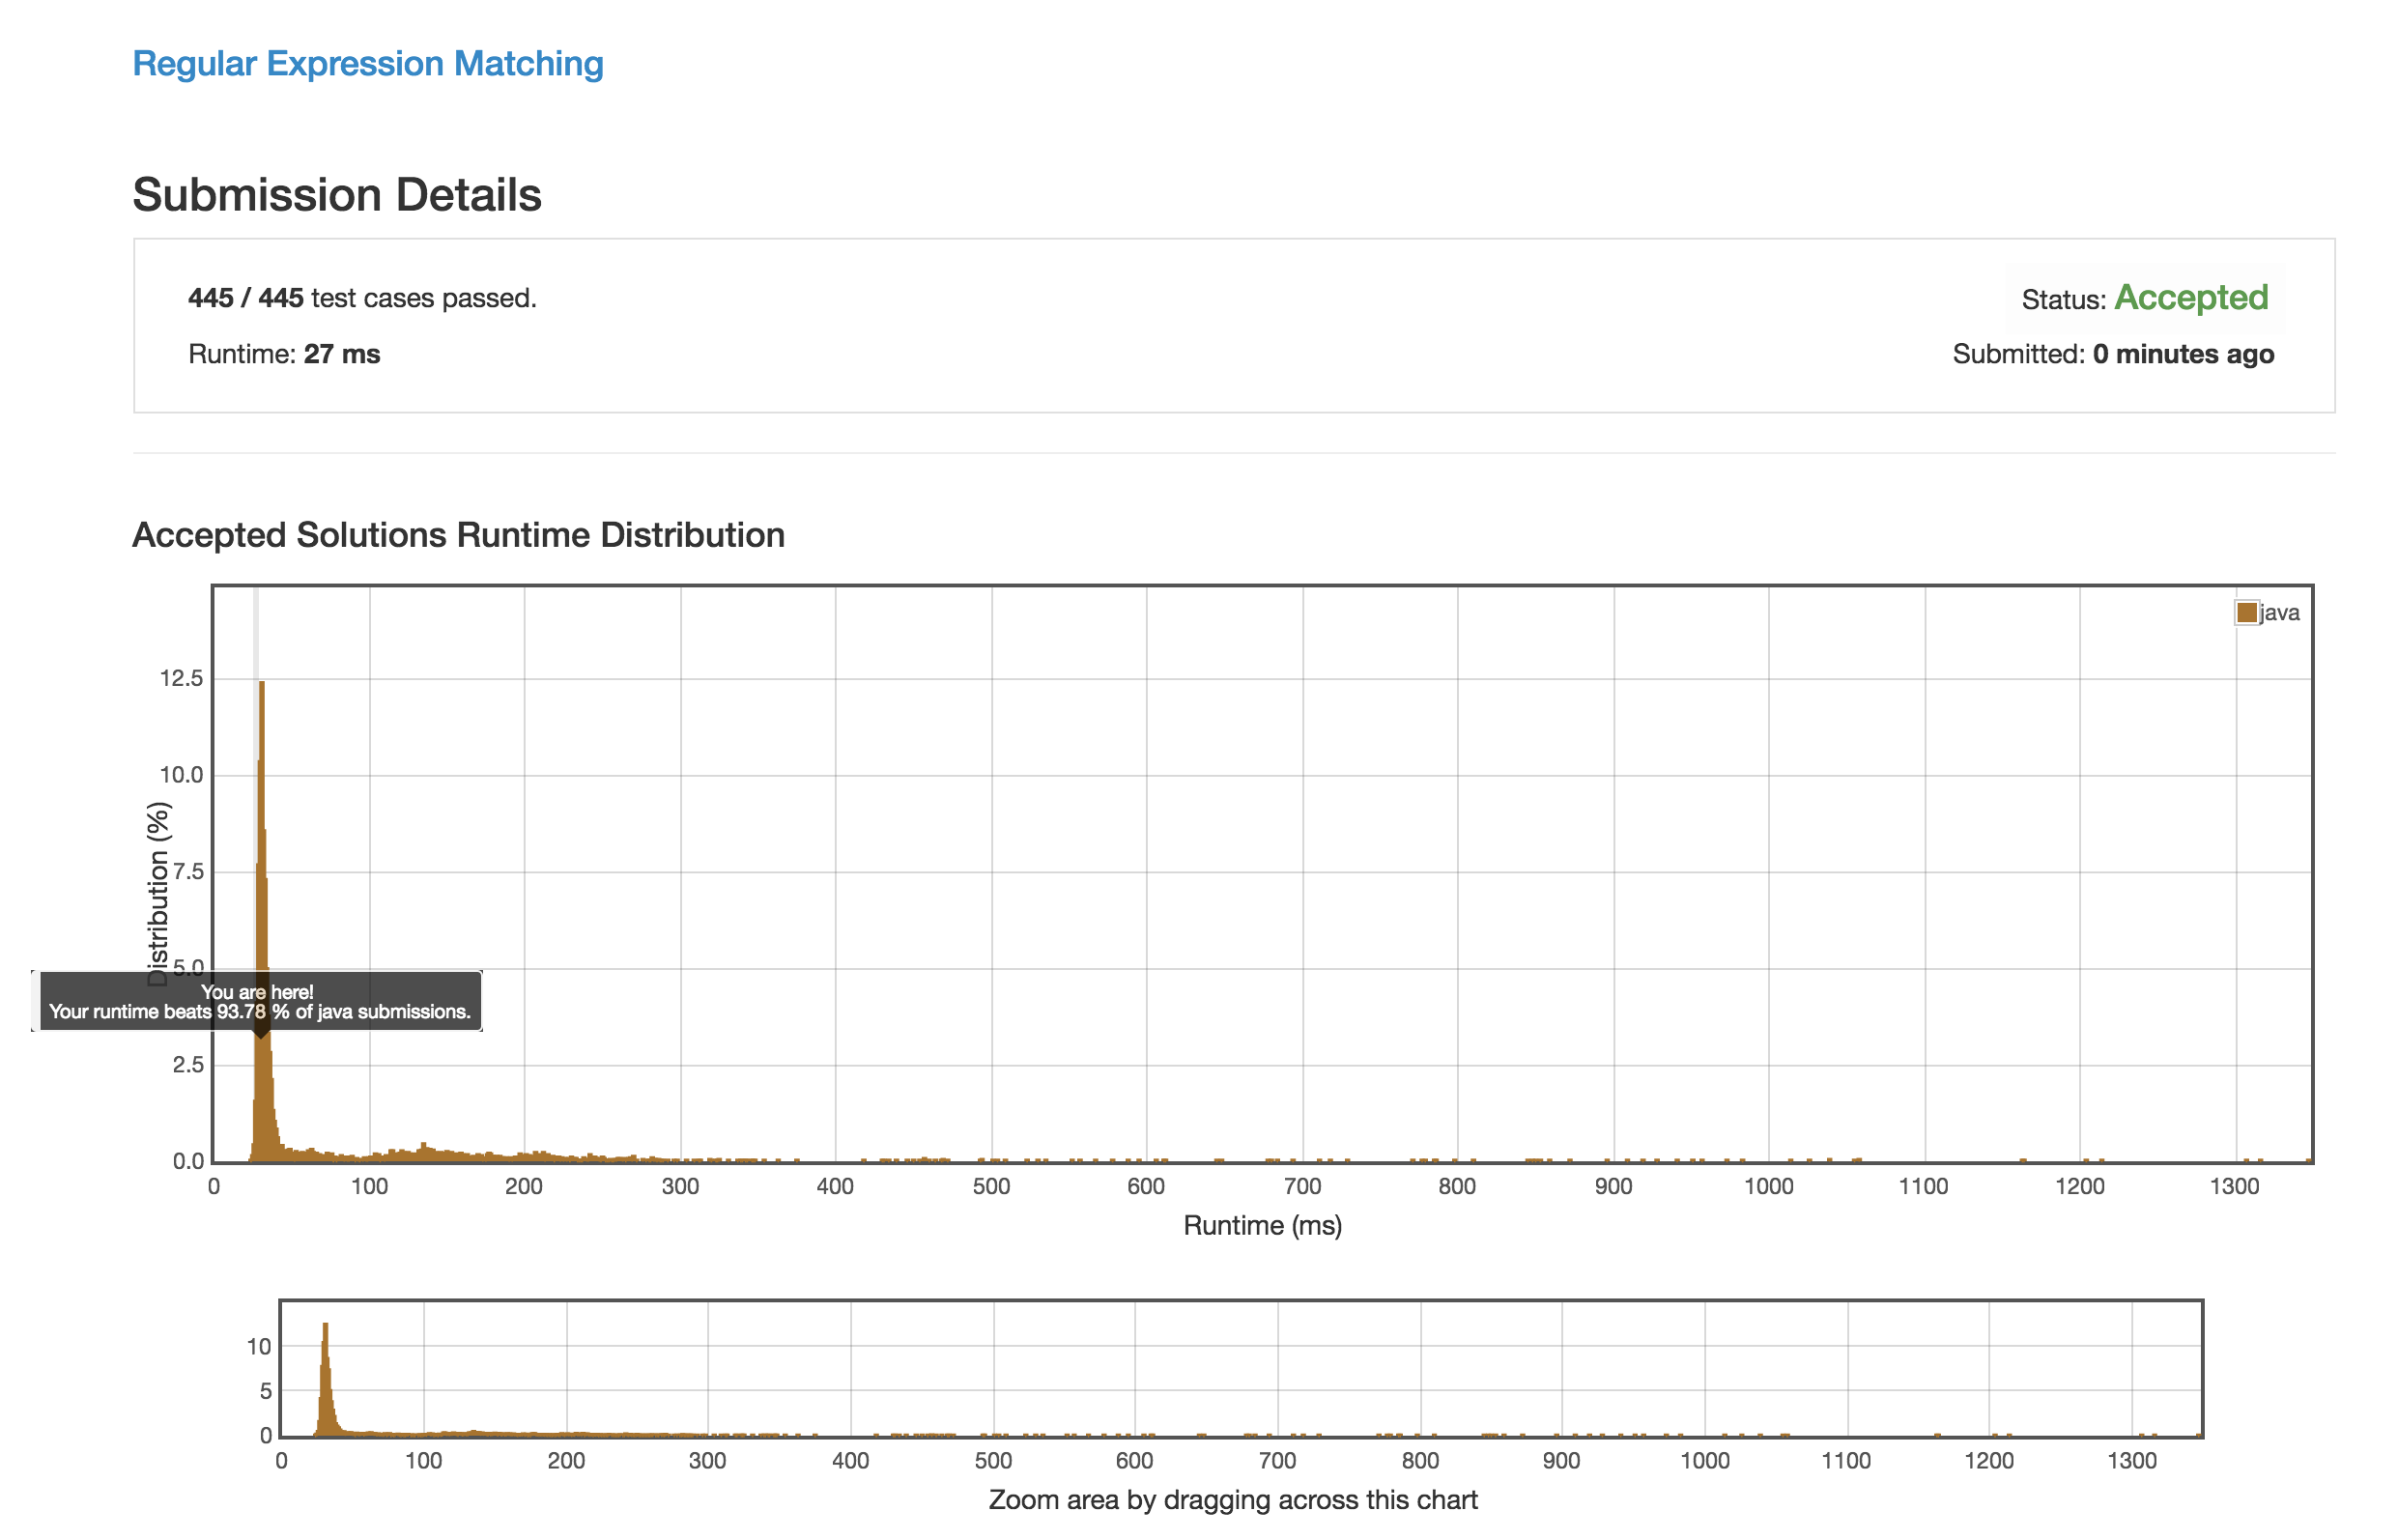 Regular Expression Matching
Submission Details
445 / 445 test cases passed.
Status: Accepted
Runtime: 27 ms
Submitted: 0 minutes ago
Accepted Solutions Runtime Distribution
java
Distribution (%)
12.5
10.0
7.5
5.0
2.5
0.0
You are here!
Your runtime beats 93.78 % of java submissions.
0 100 200 300 400 500 600 700 800 900 1000 1100 1200 1300
Runtime (ms)
10
5
0
0 100 200 300 400 500 600 700 800 900 1000 1100 1200 1300
Zoom area by dragging across this chart